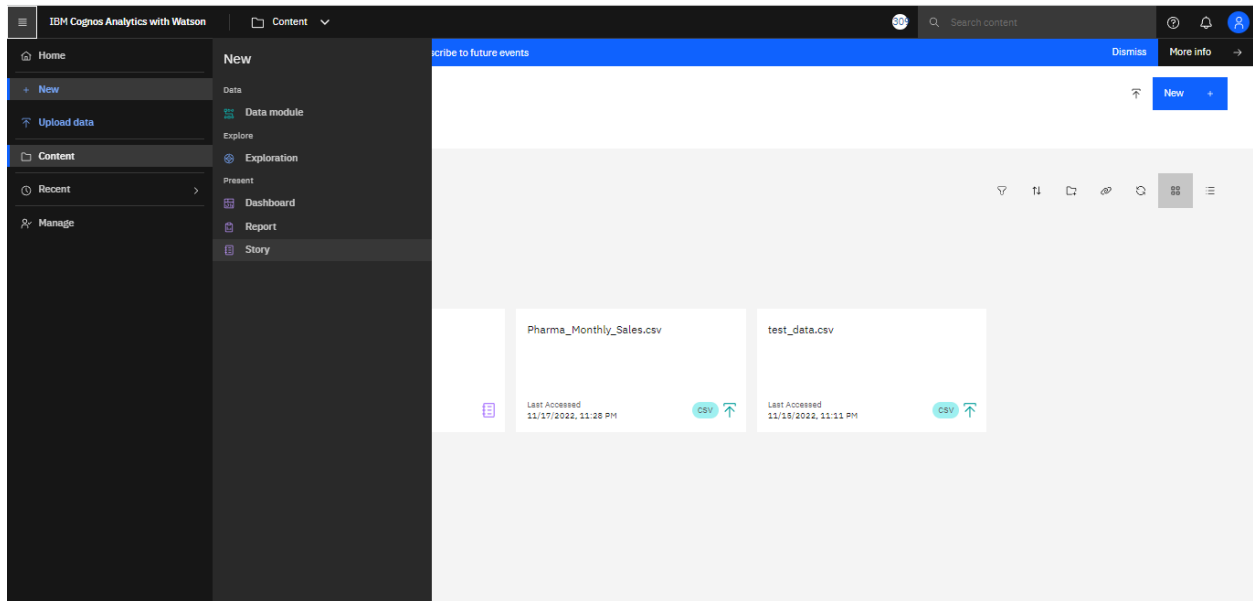 IBM Cognos Analytics with Watson
Content
309
Search content
Home
New
Upload data
Content
Recent
Manage
New
Data
Data module
Explore
Exploration
Present
Dashboard
Report
Story
scribe to future events
Dismiss
More info
New
Pharma_Monthly_Sales.csv
Last Accessed
11/17/2022, 11:28 PM
CSV
test_data.csv
Last Accessed
11/15/2022, 11:11 PM
CSV